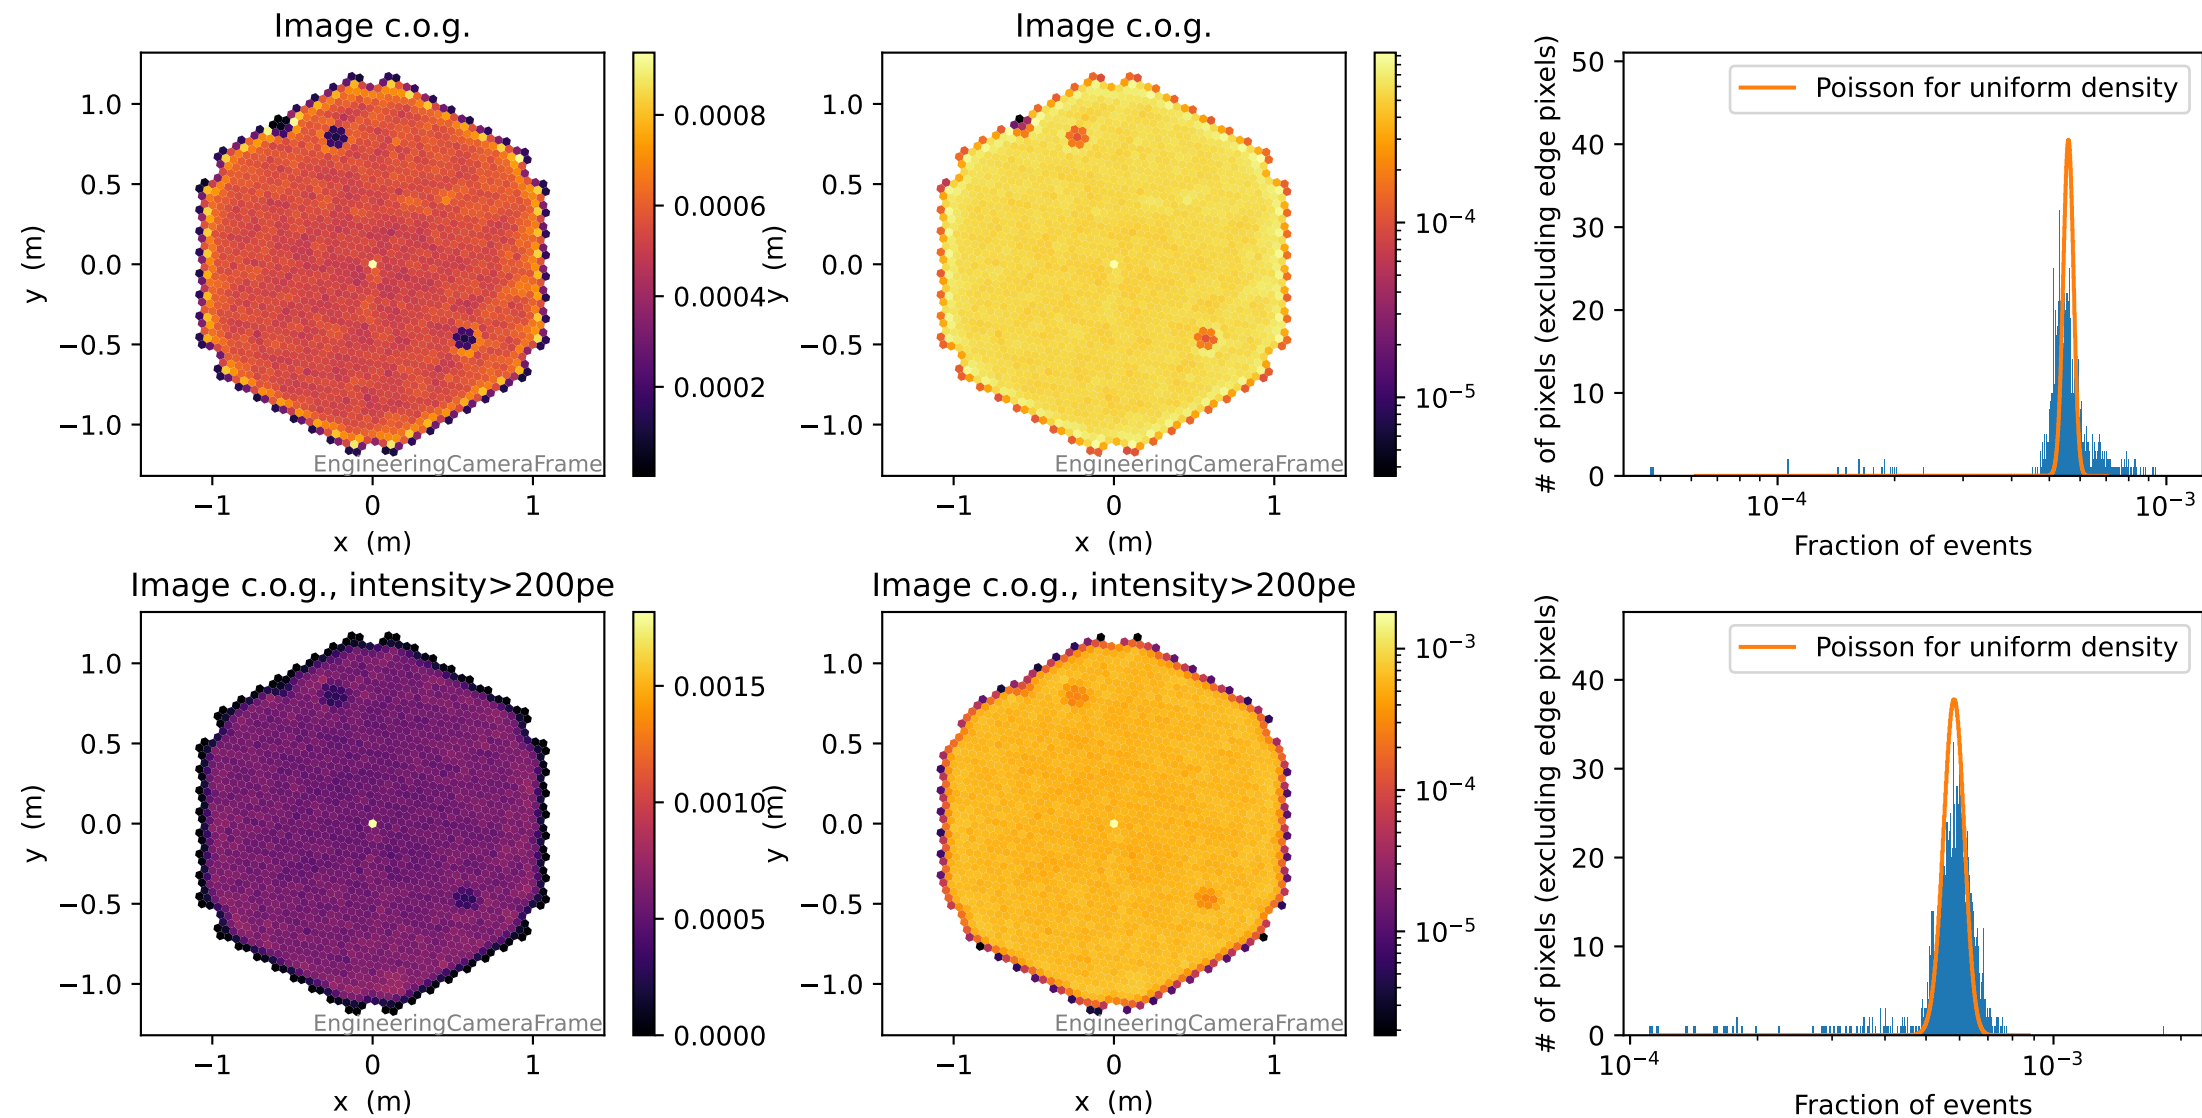 Image c.o.g.
y (m)
1.0
0.5
0.0
−0.5
−1.0
−1
0
1
x (m)
EngineeringCameraFrame
0.0008
0.0006
0.0004
0.0002
Image c.o.g.
y (m)
1.0
0.5
0.0
−0.5
−1.0
−1
0
1
x (m)
EngineeringCameraFrame
10⁻⁴
10⁻⁵
# of pixels (excluding edge pixels)
50
40
30
20
10
0
Poisson for uniform density
10⁻⁴
10⁻³
Fraction of events
Image c.o.g., intensity>200pe
y (m)
1.0
0.5
0.0
−0.5
−1.0
−1
0
1
x (m)
EngineeringCameraFrame
0.0015
0.0010
0.0005
0.0000
Image c.o.g., intensity>200pe
y (m)
1.0
0.5
0.0
−0.5
−1.0
−1
0
1
x (m)
EngineeringCameraFrame
10⁻³
10⁻⁴
10⁻⁵
# of pixels (excluding edge pixels)
40
30
20
10
0
Poisson for uniform density
10⁻⁴
10⁻³
Fraction of events